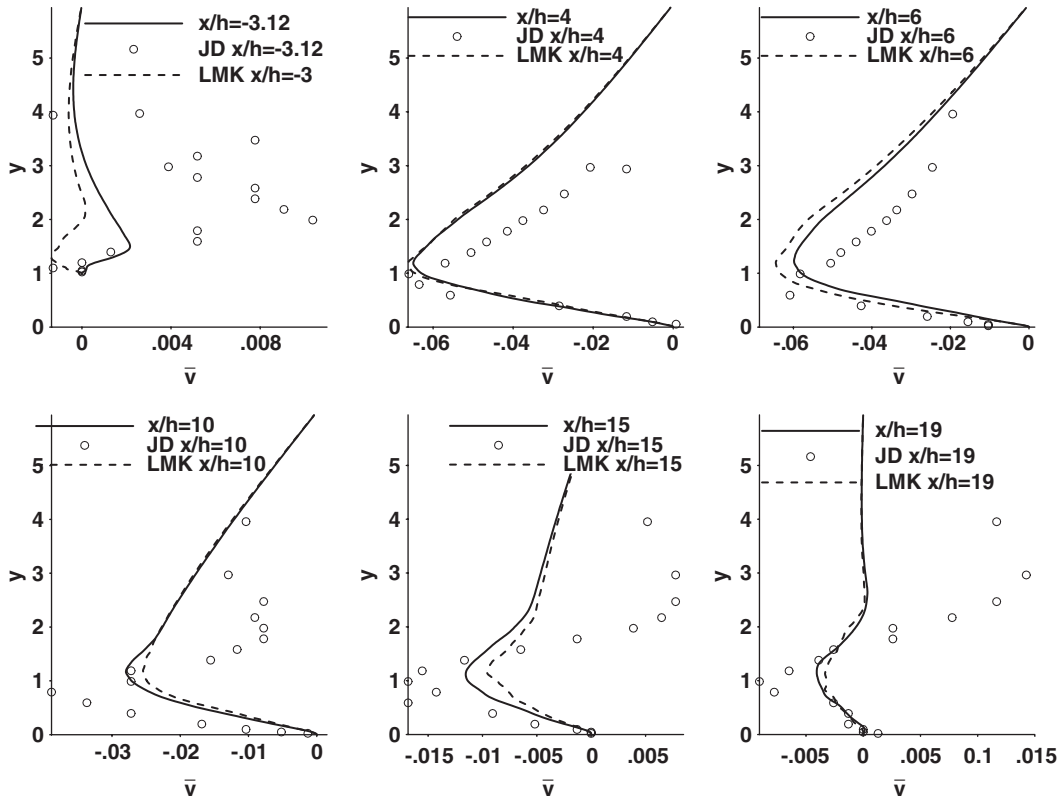 x/h=-3.12
JD x/h=-3.12
LMK x/h=-3
5
4
3
2
1
0
y
0 .004 .008
v̅
x/h=4
JD x/h=4
LMK x/h=4
5
4
3
2
1
0
y
-.06 -.04 -.02 0
v̅
x/h=6
JD x/h=6
LMK x/h=6
5
4
3
2
1
0
y
-.06 -.04 -.02 0
v̅
x/h=10
JD x/h=10
LMK x/h=10
5
4
3
2
1
0
y
-.03 -.02 -.01 0
v̅
x/h=15
JD x/h=15
LMK x/h=15
5
4
3
2
1
0
y
-.015 -.01 -.005 0 .005
v̅
x/h=19
JD x/h=19
LMK x/h=19
5
4
3
2
1
0
y
-.005 0 .005 .01 .015
v̅